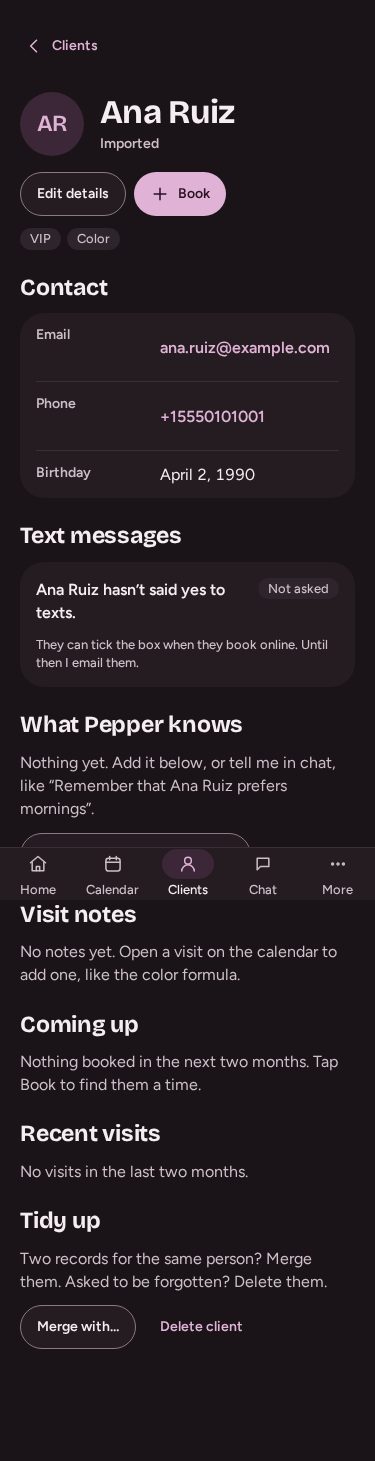 Clients
AR
Ana Ruiz
Imported
Edit details
Book
VIP
Color
Contact
Email
ana.ruiz@example.com
Phone
+15550101001
Birthday
April 2, 1990
Text messages
Ana Ruiz hasn’t said yes to
texts.
Not asked
They can tick the box when they book online. Until
then I email them.
What Pepper knows
Nothing yet. Add it below, or tell me in chat,
like “Remember that Ana Ruiz prefers
mornings”.
Home
Calendar
Clients
Chat
More
Visit notes
No notes yet. Open a visit on the calendar to
add one, like the color formula.
Coming up
Nothing booked in the next two months. Tap
Book to find them a time.
Recent visits
No visits in the last two months.
Tidy up
Two records for the same person? Merge
them. Asked to be forgotten? Delete them.
Merge with…
Delete client